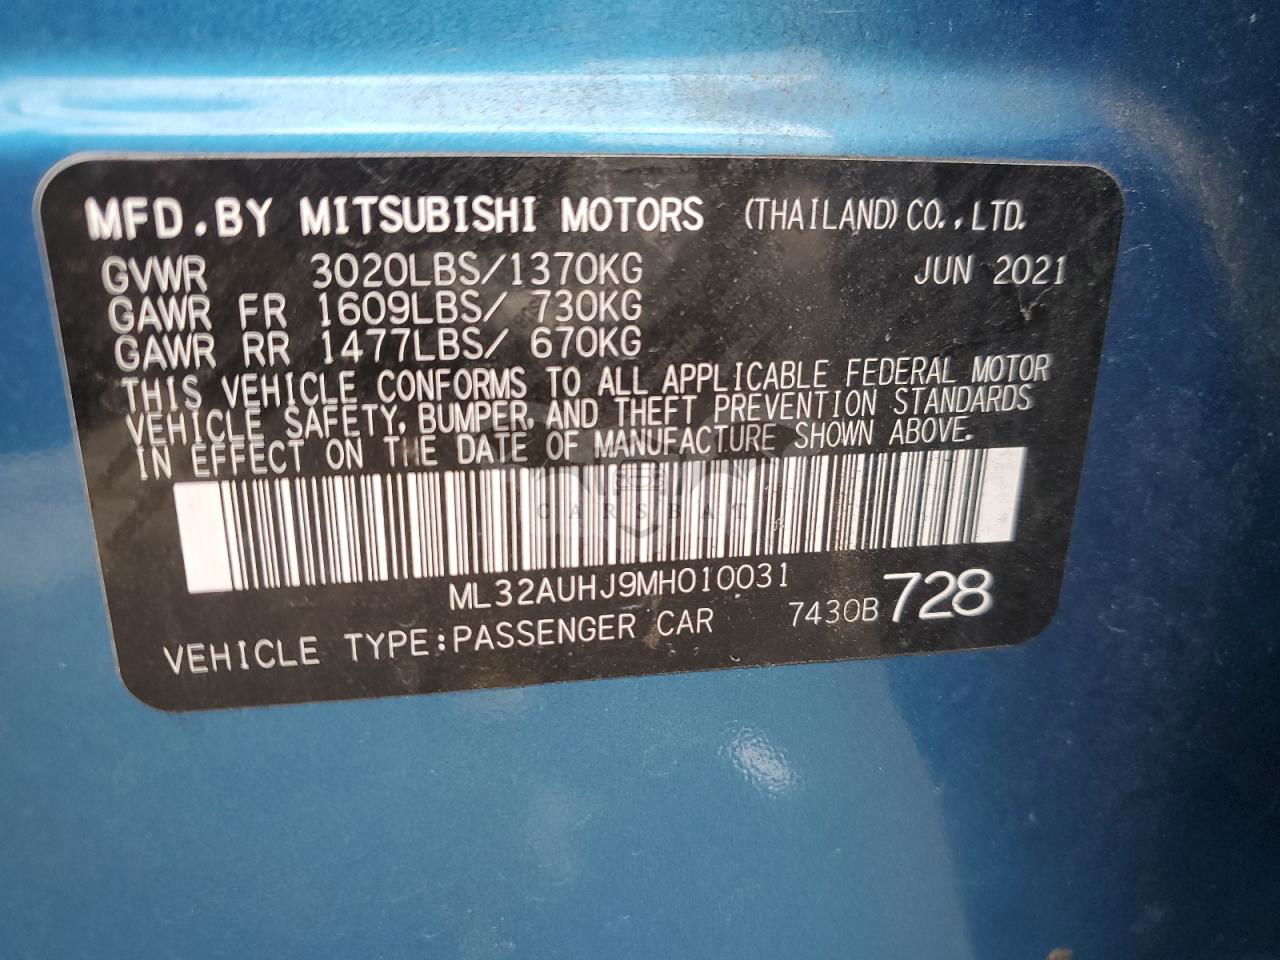 MFD.BY MITSUBISHI MOTORS (THAILAND) CO.,LTD.
GVWR 3020LBS/1370KG JUN 2021
GAWR FR 1609LBS/ 730KG
GAWR RR 1477LBS/ 670KG
THIS VEHICLE CONFORMS TO ALL APPLICABLE FEDERAL MOTOR
VEHICLE SAFETY, BUMPER, AND THEFT PREVENTION STANDARDS
IN EFFECT ON THE DATE OF MANUFACTURE SHOWN ABOVE.
CARSBAT
ML32AUHJ9MH010031
7430B 728
VEHICLE TYPE:PASSENGER CAR